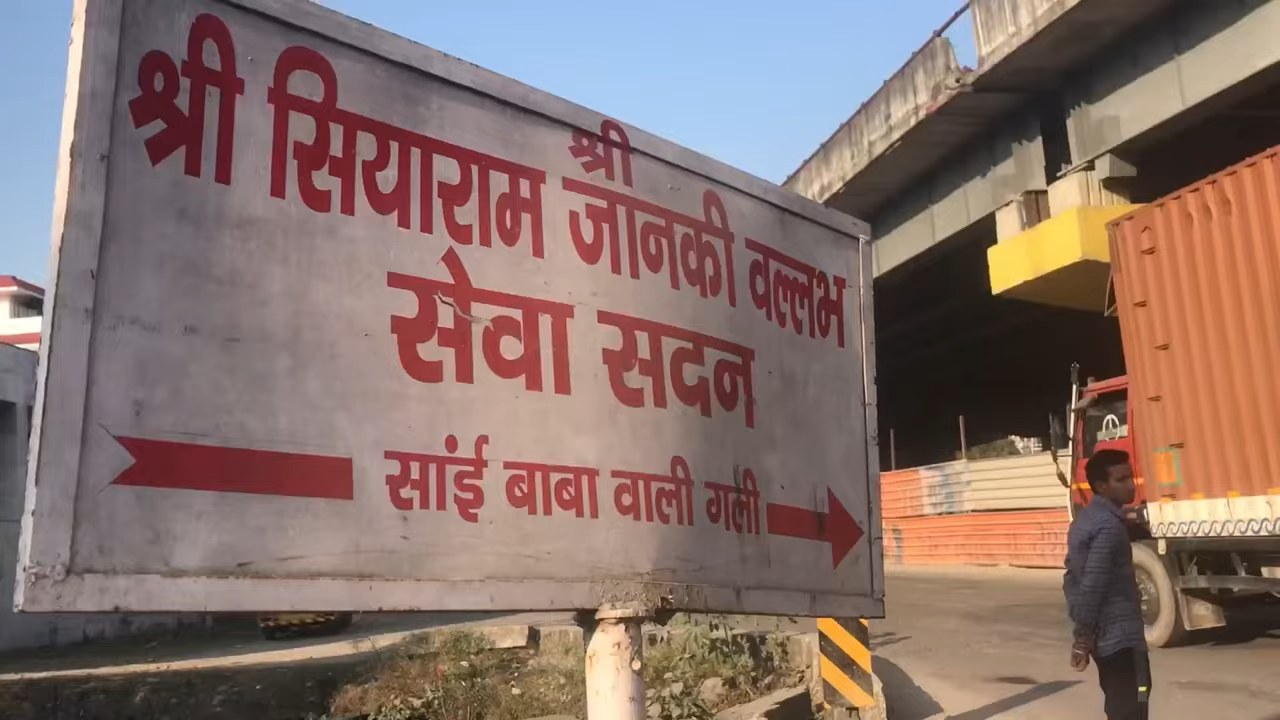 श्री सियाराम श्री जानकी वल्लभ
सेवा सदन
सांई बाबा वाली गली